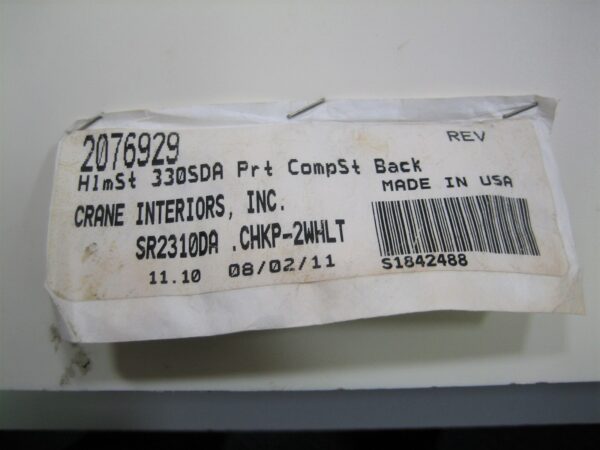 2076929
REV
HlmSt 330SDA Prt CompSt Back
MADE IN USA
CRANE INTERIORS, INC.
SR2310DA .CHKP-2WHLT
11.10 08/02/11
S1842488